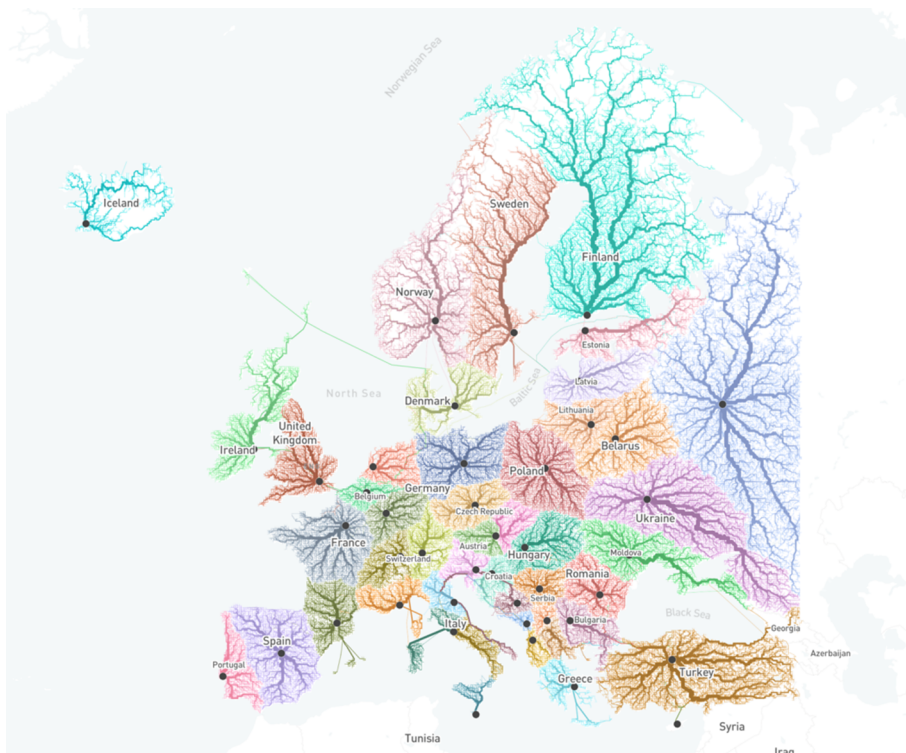 Norwegian Sea
Iceland
Sweden
Finland
Norway
Estonia
Baltic Sea
Latvia
North Sea
Denmark
Lithuania
United
Kingdom
Belarus
Ireland
Poland
Germany
Belgium
Czech Republic
Ukraine
France
Austria
Hungary
Moldova
Switzerland
Croatia
Romania
Serbia
Black Sea
Italy
Bulgaria
Georgia
Spain
Azerbaijan
Portugal
Greece
Turkey
Syria
Tunisia
Iraq